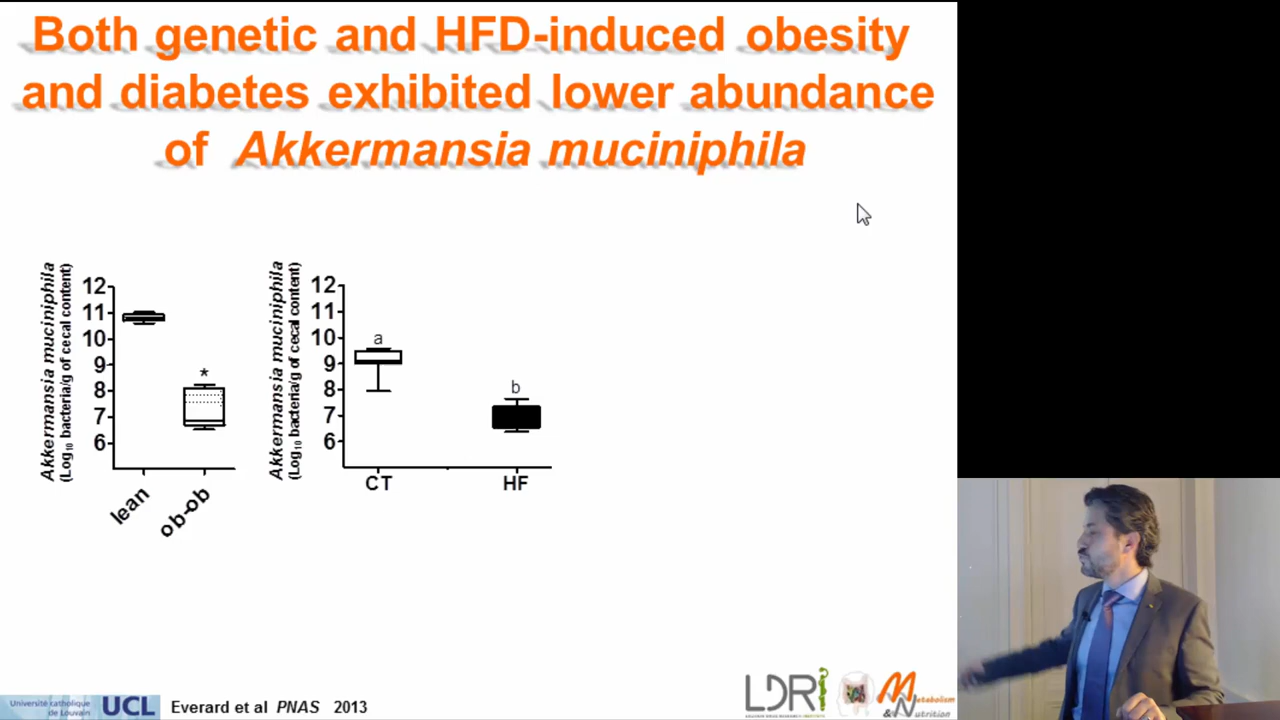 Both genetic and HFD-induced obesity
and diabetes exhibited lower abundance
of Akkermansia muciniphila
Akkermansia muciniphila
(Log₁₀ bacteria/g of cecal content)
12
11
10
9
8
7
6
*
lean
ob-ob
Akkermansia muciniphila
(Log₁₀ bacteria/g of cecal content)
12
11
10
9
8
7
6
a
b
CT
HF
Université catholique
de Louvain
UCL
Everard et al PNAS 2013
LDRI
Metabolism
& Nutrition